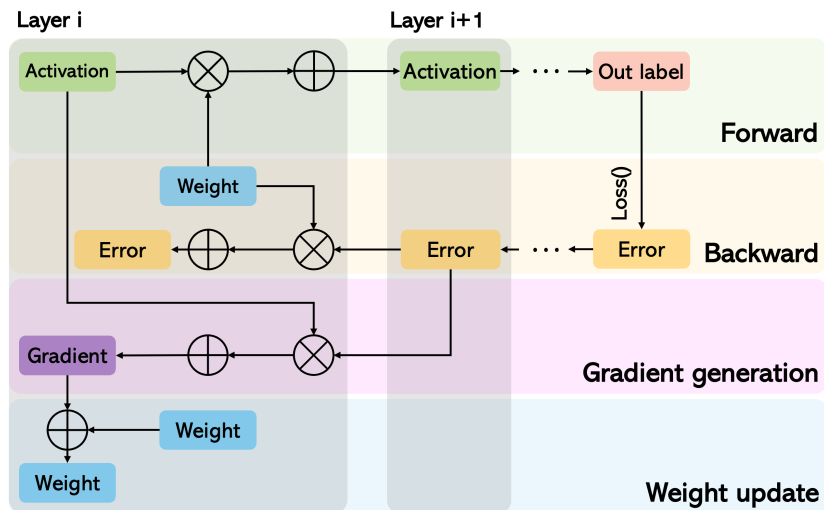 Layer i
Layer i+1
Activation
Activation
...
Out label
Forward
Weight
Loss()
Error
Error
...
Error
Backward
Gradient
Gradient generation
Weight
Weight
Weight update